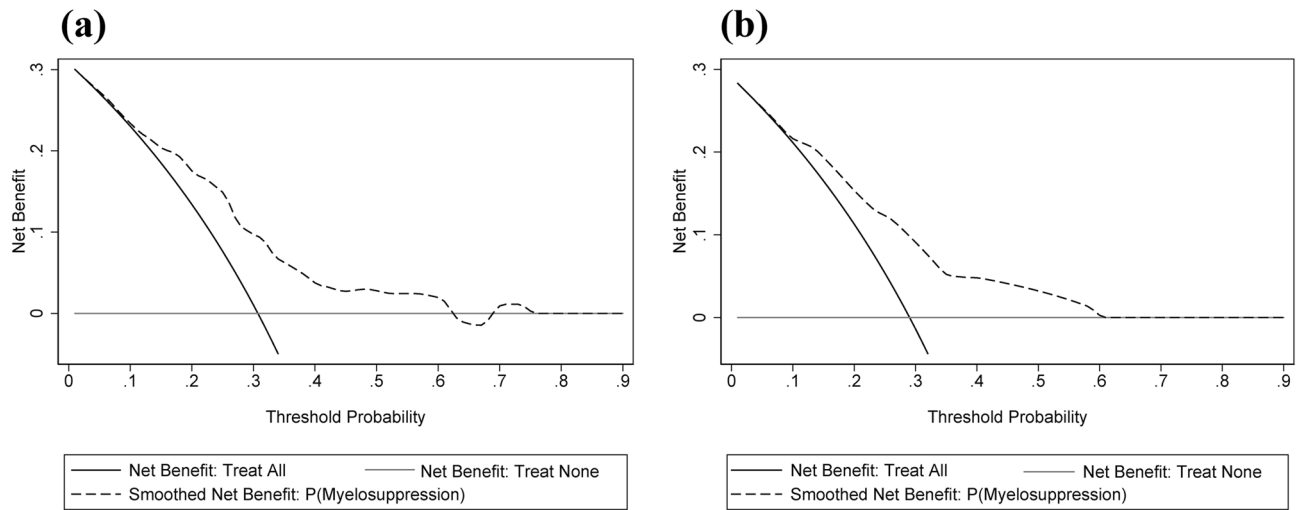 (a)
.3
.2
.1
0
Net Benefit
0 .1 .2 .3 .4 .5 .6 .7 .8 .9
Threshold Probability
Net Benefit: Treat All Net Benefit: Treat None
Smoothed Net Benefit: P(Myelosuppression)
(b)
.3
.2
.1
0
Net Benefit
0 .1 .2 .3 .4 .5 .6 .7 .8 .9
Threshold Probability
Net Benefit: Treat All Net Benefit: Treat None
Smoothed Net Benefit: P(Myelosuppression)